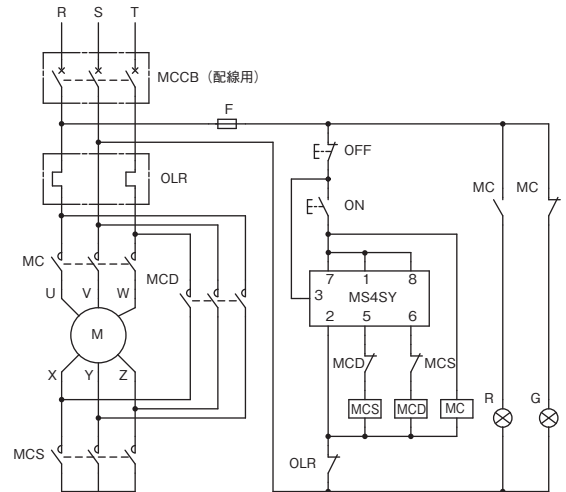 R S T
MCCB（配線用）
F
OFF
OLR
ON
MC MC
MC
MCD
U V W
7 1 8
3 MS4SY
2 5 6
M
MCD MCS
X Y Z
MCS MCD MC
R G
MCS
OLR